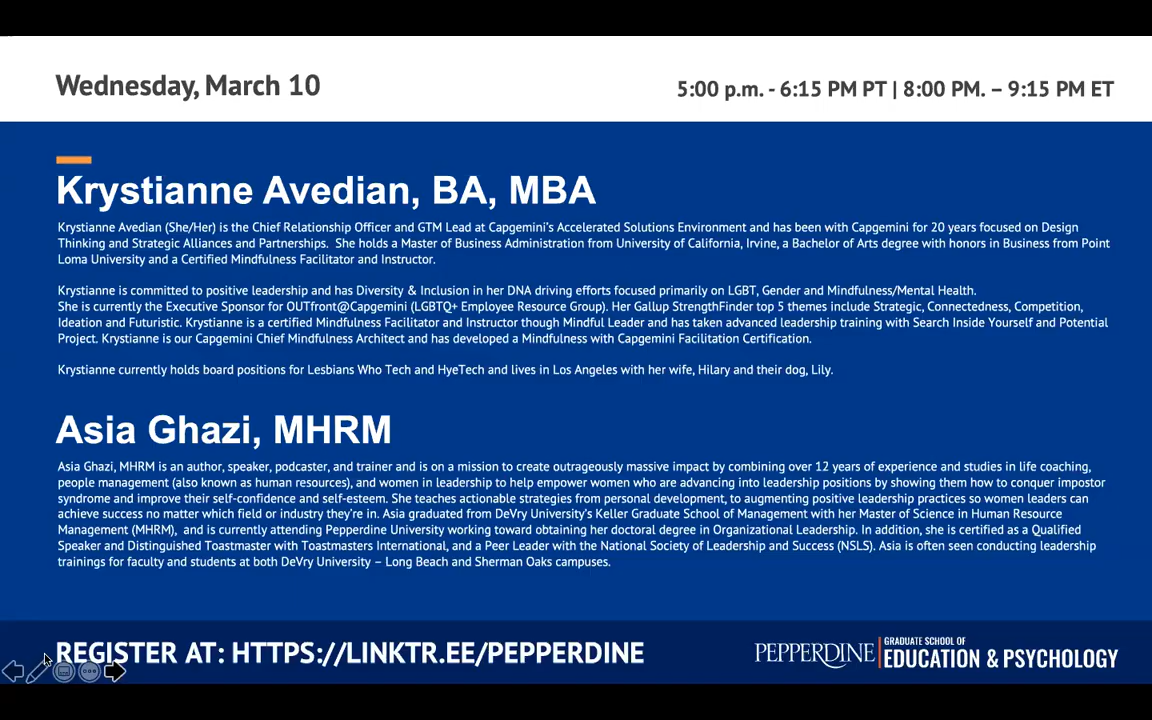 Wednesday, March 10
5:00 p.m. - 6:15 PM PT | 8:00 PM. – 9:15 PM ET
Krystianne Avedian, BA, MBA
Krystianne Avedian (She/Her) is the Chief Relationship Officer and GTM Lead at Capgemini's Accelerated Solutions Environment and has been with Capgemini for 20 years focused on Design
Thinking and Strategic Alliances and Partnerships. She holds a Master of Business Administration from University of California, Irvine, a Bachelor of Arts degree with honors in Business from Point
Loma University and a Certified Mindfulness Facilitator and Instructor.
Krystianne is committed to positive leadership and has Diversity & Inclusion in her DNA driving efforts focused primarily on LGBT, Gender and Mindfulness/Mental Health.
She is currently the Executive Sponsor for OUTfront@Capgemini (LGBTQ+ Employee Resource Group). Her Gallup StrengthFinder top 5 themes include Strategic, Connectedness, Competition,
Ideation and Futuristic. Krystianne is a certified Mindfulness Facilitator and Instructor though Mindful Leader and has taken advanced leadership training with Search Inside Yourself and Potential
Project. Krystianne is our Capgemini Chief Mindfulness Architect and has developed a Mindfulness with Capgemini Facilitation Certification.
Krystianne currently holds board positions for Lesbians Who Tech and HyeTech and lives in Los Angeles with her wife, Hilary and their dog, Lily.
Asia Ghazi, MHRM
Asia Ghazi, MHRM is an author, speaker, podcaster, and trainer and is on a mission to create outrageously massive impact by combining over 12 years of experience and studies in life coaching,
people management (also known as human resources), and women in leadership to help empower women who are advancing into leadership positions by showing them how to conquer impostor
syndrome and improve their self-confidence and self-esteem. She teaches actionable strategies from personal development, to augmenting positive leadership practices so women leaders can
achieve success no matter which field or industry they're in. Asia graduated from DeVry University's Keller Graduate School of Management with her Master of Science in Human Resource
Management (MHRM), and is currently attending Pepperdine University working toward obtaining her doctoral degree in Organizational Leadership. In addition, she is certified as a Qualified
Speaker and Distinguished Toastmaster with Toastmasters International, and a Peer Leader with the National Society of Leadership and Success (NSLS). Asia is often seen conducting leadership
trainings for faculty and students at both DeVry University – Long Beach and Sherman Oaks campuses.
REGISTER AT: HTTPS://LINKTR.EE/PEPPERDINE
PEPPERDINE
GRADUATE SCHOOL OF
EDUCATION & PSYCHOLOGY